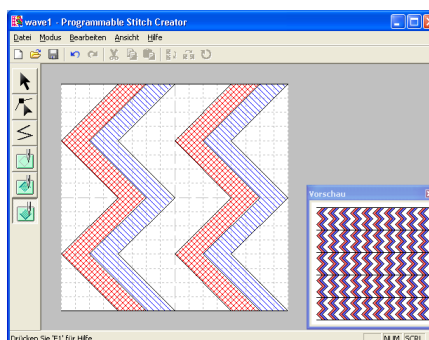 wave1 - Programmable Stitch Creator
Datei Modus Bearbeiten Ansicht Hilfe
Vorschau
Drücken Sie 'F1' für Hilfe. NUM SCRL